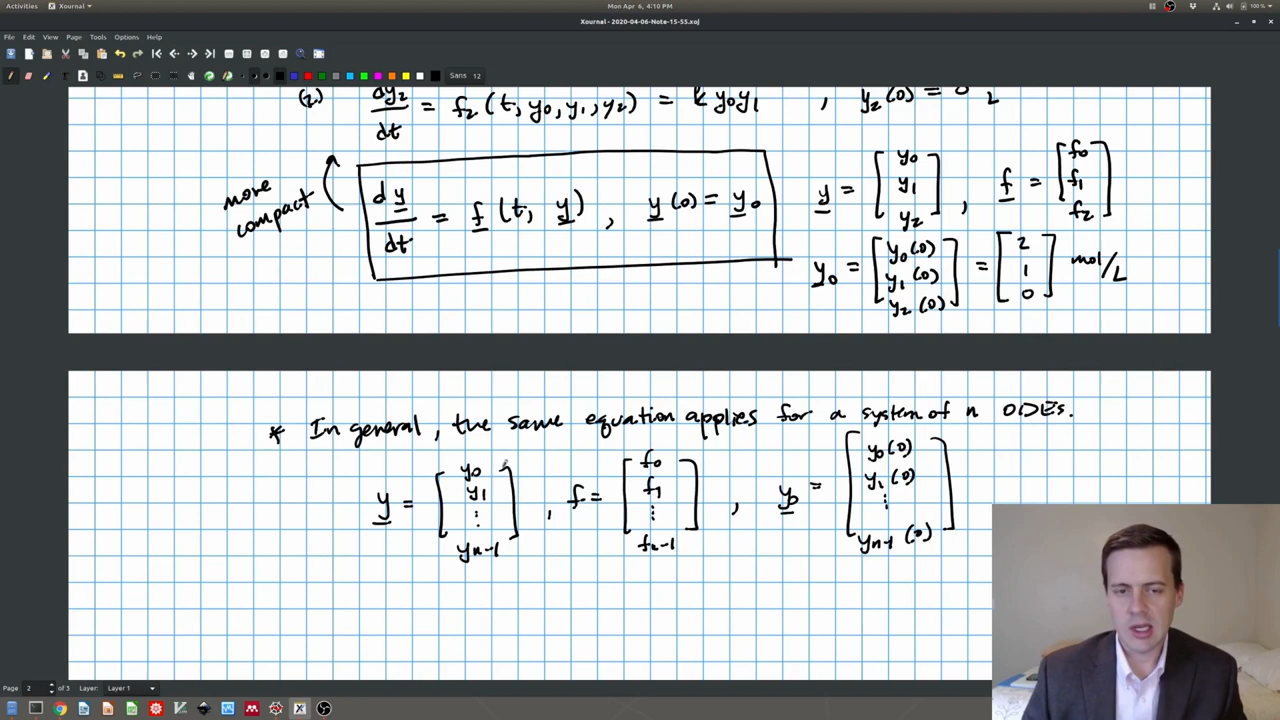 Activities Xournal Mon Apr 6, 4:10 PM 100 %
Xournal - 2020-04-06-Note-15-55.xoj
File Edit View Page Tools Options Help
Sans 12
(2) dy2/dt = f2 (t, y0, y1, y2) = k y0 y1 , y2(0) = 0
more compact
dy/dt = f (t, y) , y(0) = y0
y = [y0 y1 y2] , f = [f0 f1 f2]
y0 = [y0(0) y1(0) y2(0)] = [2 1 0] mol/L
* In general, the same equation applies for a system of n ODEs.
y = [y0 y1 ⋮ yn-1] , f = [f0 f1 ⋮ fn-1] , y0 = [y0(0) y1(0) ⋮ yn-1(0)]
Page 2 of 3 Layer: Layer 1